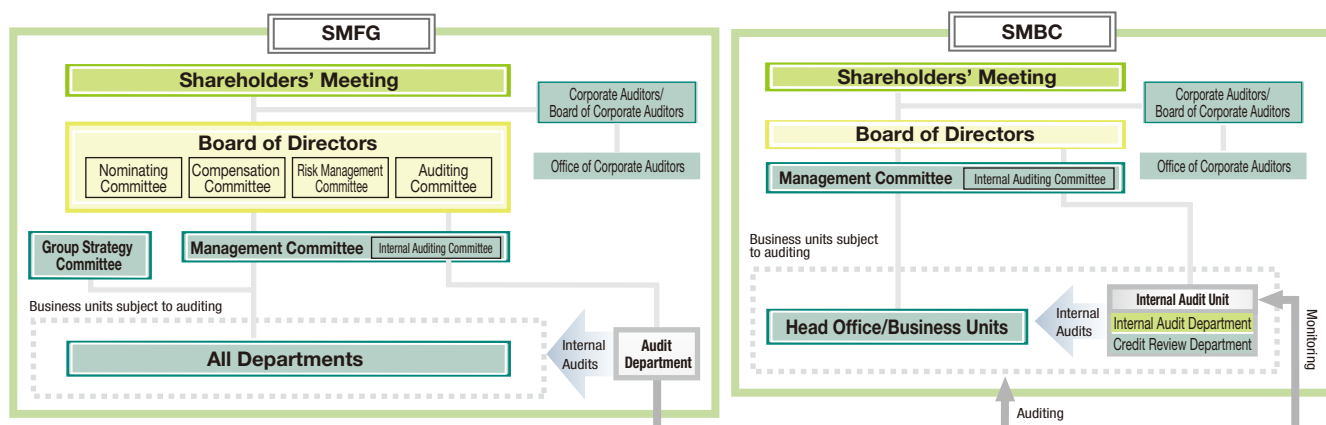 SMFG
Shareholders' Meeting
Corporate Auditors/
Board of Corporate Auditors
Office of Corporate Auditors
Board of Directors
Nominating
Committee
Compensation
Committee
Risk Management
Committee
Auditing
Committee
Group Strategy
Committee
Management Committee
Internal Auditing Committee
Business units subject to auditing
All Departments
Internal
Audits
Audit
Department
SMBC
Shareholders' Meeting
Corporate Auditors/
Board of Corporate Auditors
Office of Corporate Auditors
Board of Directors
Management Committee
Internal Auditing Committee
Business units subject
to auditing
Head Office/Business Units
Internal
Audits
Internal Audit Unit
Internal Audit Department
Credit Review Department
Monitoring
Auditing